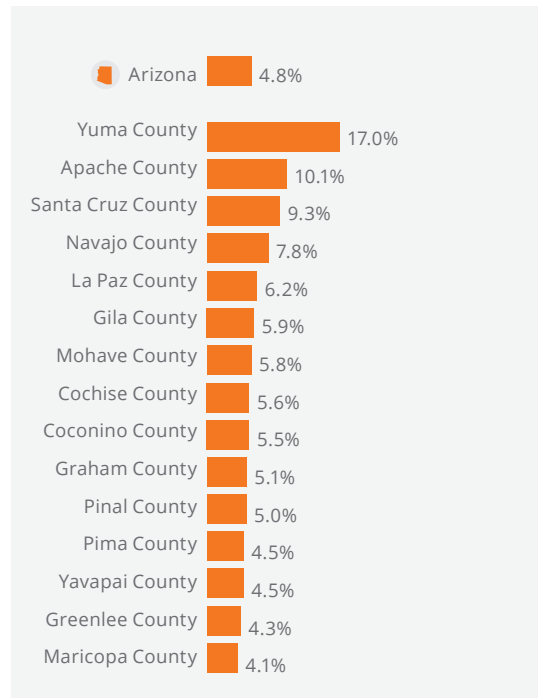 Arizona 4.8%
Yuma County 17.0%
Apache County 10.1%
Santa Cruz County 9.3%
Navajo County 7.8%
La Paz County 6.2%
Gila County 5.9%
Mohave County 5.8%
Cochise County 5.6%
Coconino County 5.5%
Graham County 5.1%
Pinal County 5.0%
Pima County 4.5%
Yavapai County 4.5%
Greenlee County 4.3%
Maricopa County 4.1%